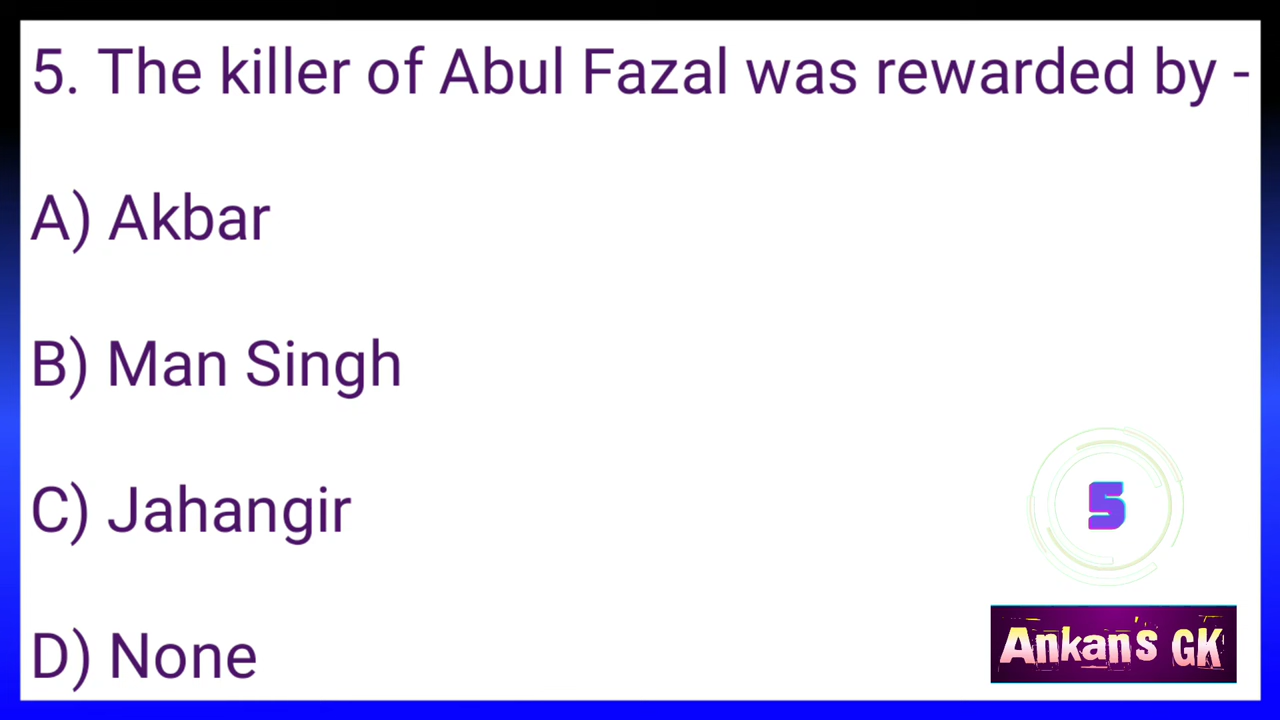 5. The killer of Abul Fazal was rewarded by -
A) Akbar
B) Man Singh
C) Jahangir
5
D) None
Ankan's GK